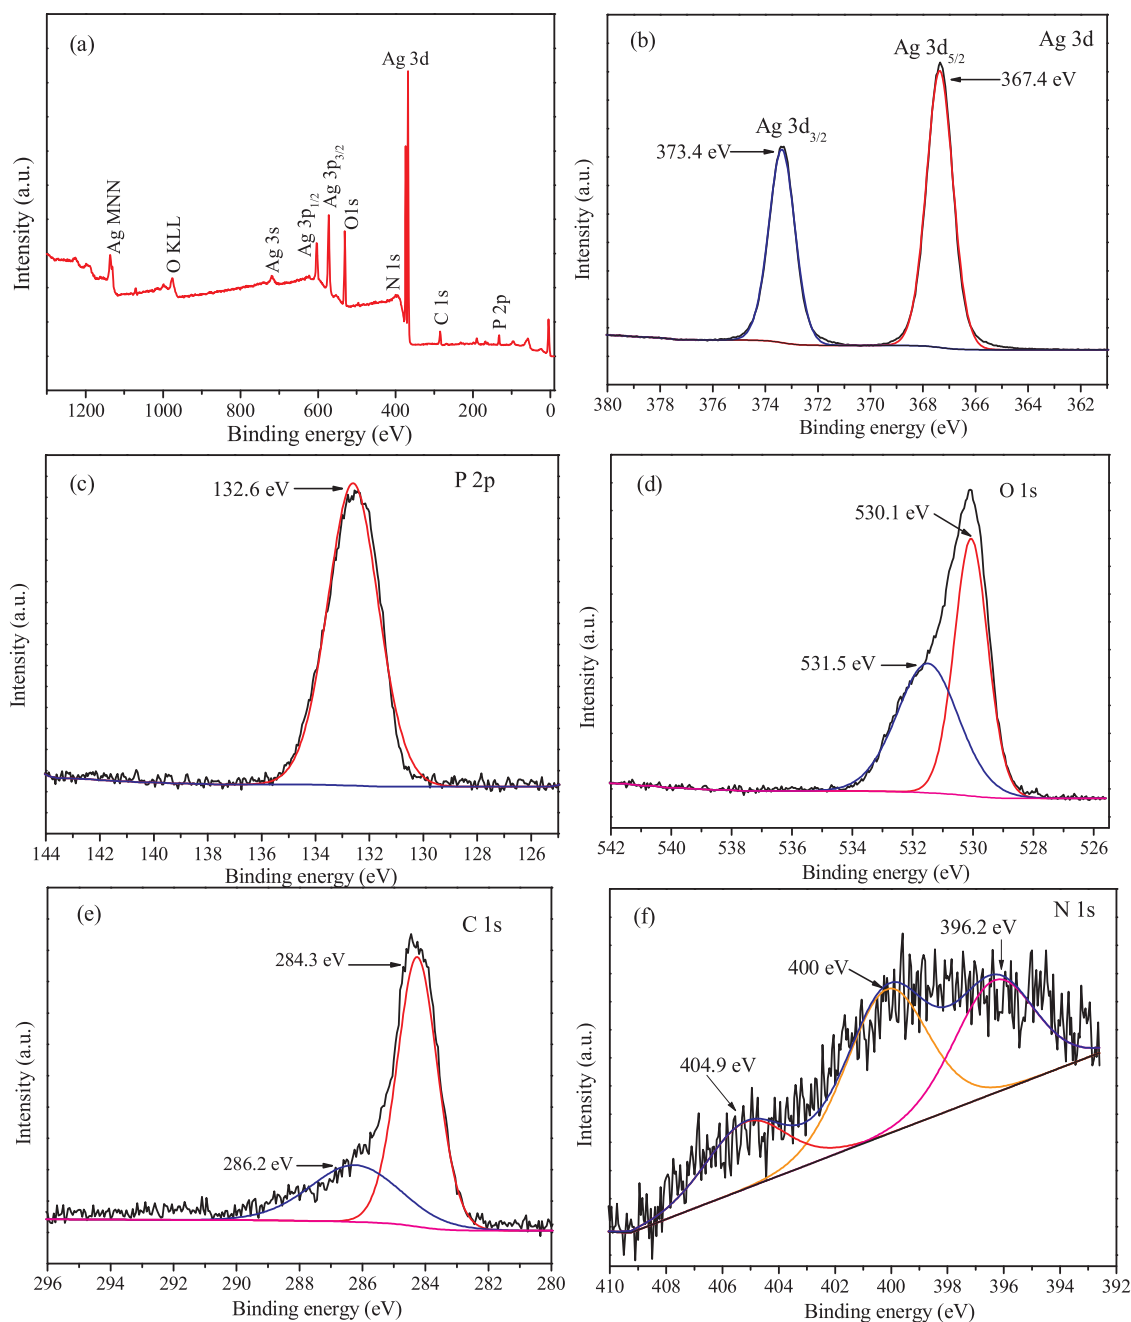 (a)
Ag 3d
Ag MNN
O KLL
Ag 3s
Ag 3p1/2
Ag 3p3/2
O1s
N 1s
C 1s
P 2p
Intensity (a.u.)
1200 1000 800 600 400 200 0
Binding energy (eV)
(b)
Ag 3d
Ag 3d5/2
367.4 eV
Ag 3d3/2
373.4 eV
Intensity (a.u.)
380 378 376 374 372 370 368 366 364 362
Binding energy (eV)
(c)
P 2p
132.6 eV
Intensity (a.u.)
144 142 140 138 136 134 132 130 128 126
Binding energy (eV)
(d)
O 1s
530.1 eV
531.5 eV
Intensity (a.u.)
542 540 538 536 534 532 530 528 526
Binding energy (eV)
(e)
C 1s
284.3 eV
286.2 eV
Intensity (a.u.)
296 294 292 290 288 286 284 282 280
Binding energy (eV)
(f)
N 1s
396.2 eV
400 eV
404.9 eV
Intensity (a.u.)
410 408 406 404 402 400 398 396 394 392
Binding energy (eV)